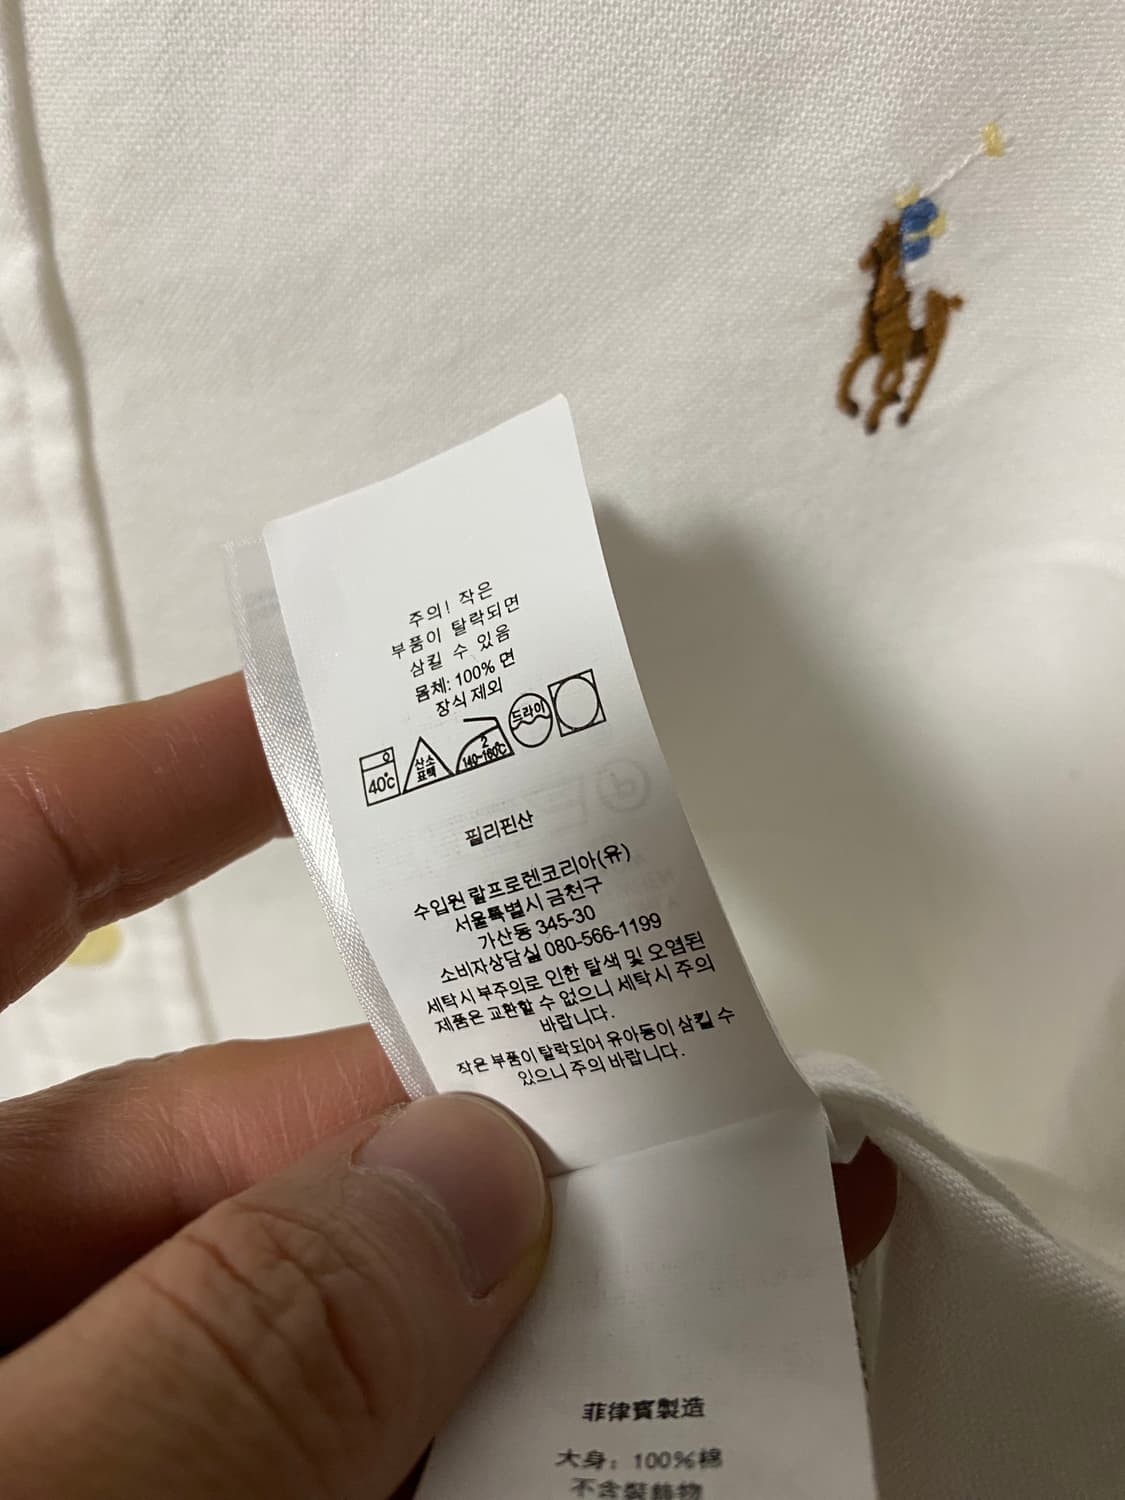 주의! 작은
부품이 탈락되면
삼킬 수 있음
몸체: 100% 면
장식 제외
40℃
산소
표백
2
140~160℃
드라이
필리핀산
수입원 랄프로렌코리아(유)
서울특별시 금천구
가산동 345-30
소비자상담실 080-566-1199
세탁시 부주의로 인한 탈색 및 오염된
제품은 교환할 수 없으니 세탁시 주의
바랍니다.
작은 부품이 탈락되어 유아동이 삼킬 수
있으니 주의 바랍니다.
菲律賓製造
大身: 100%棉
不含裝飾物